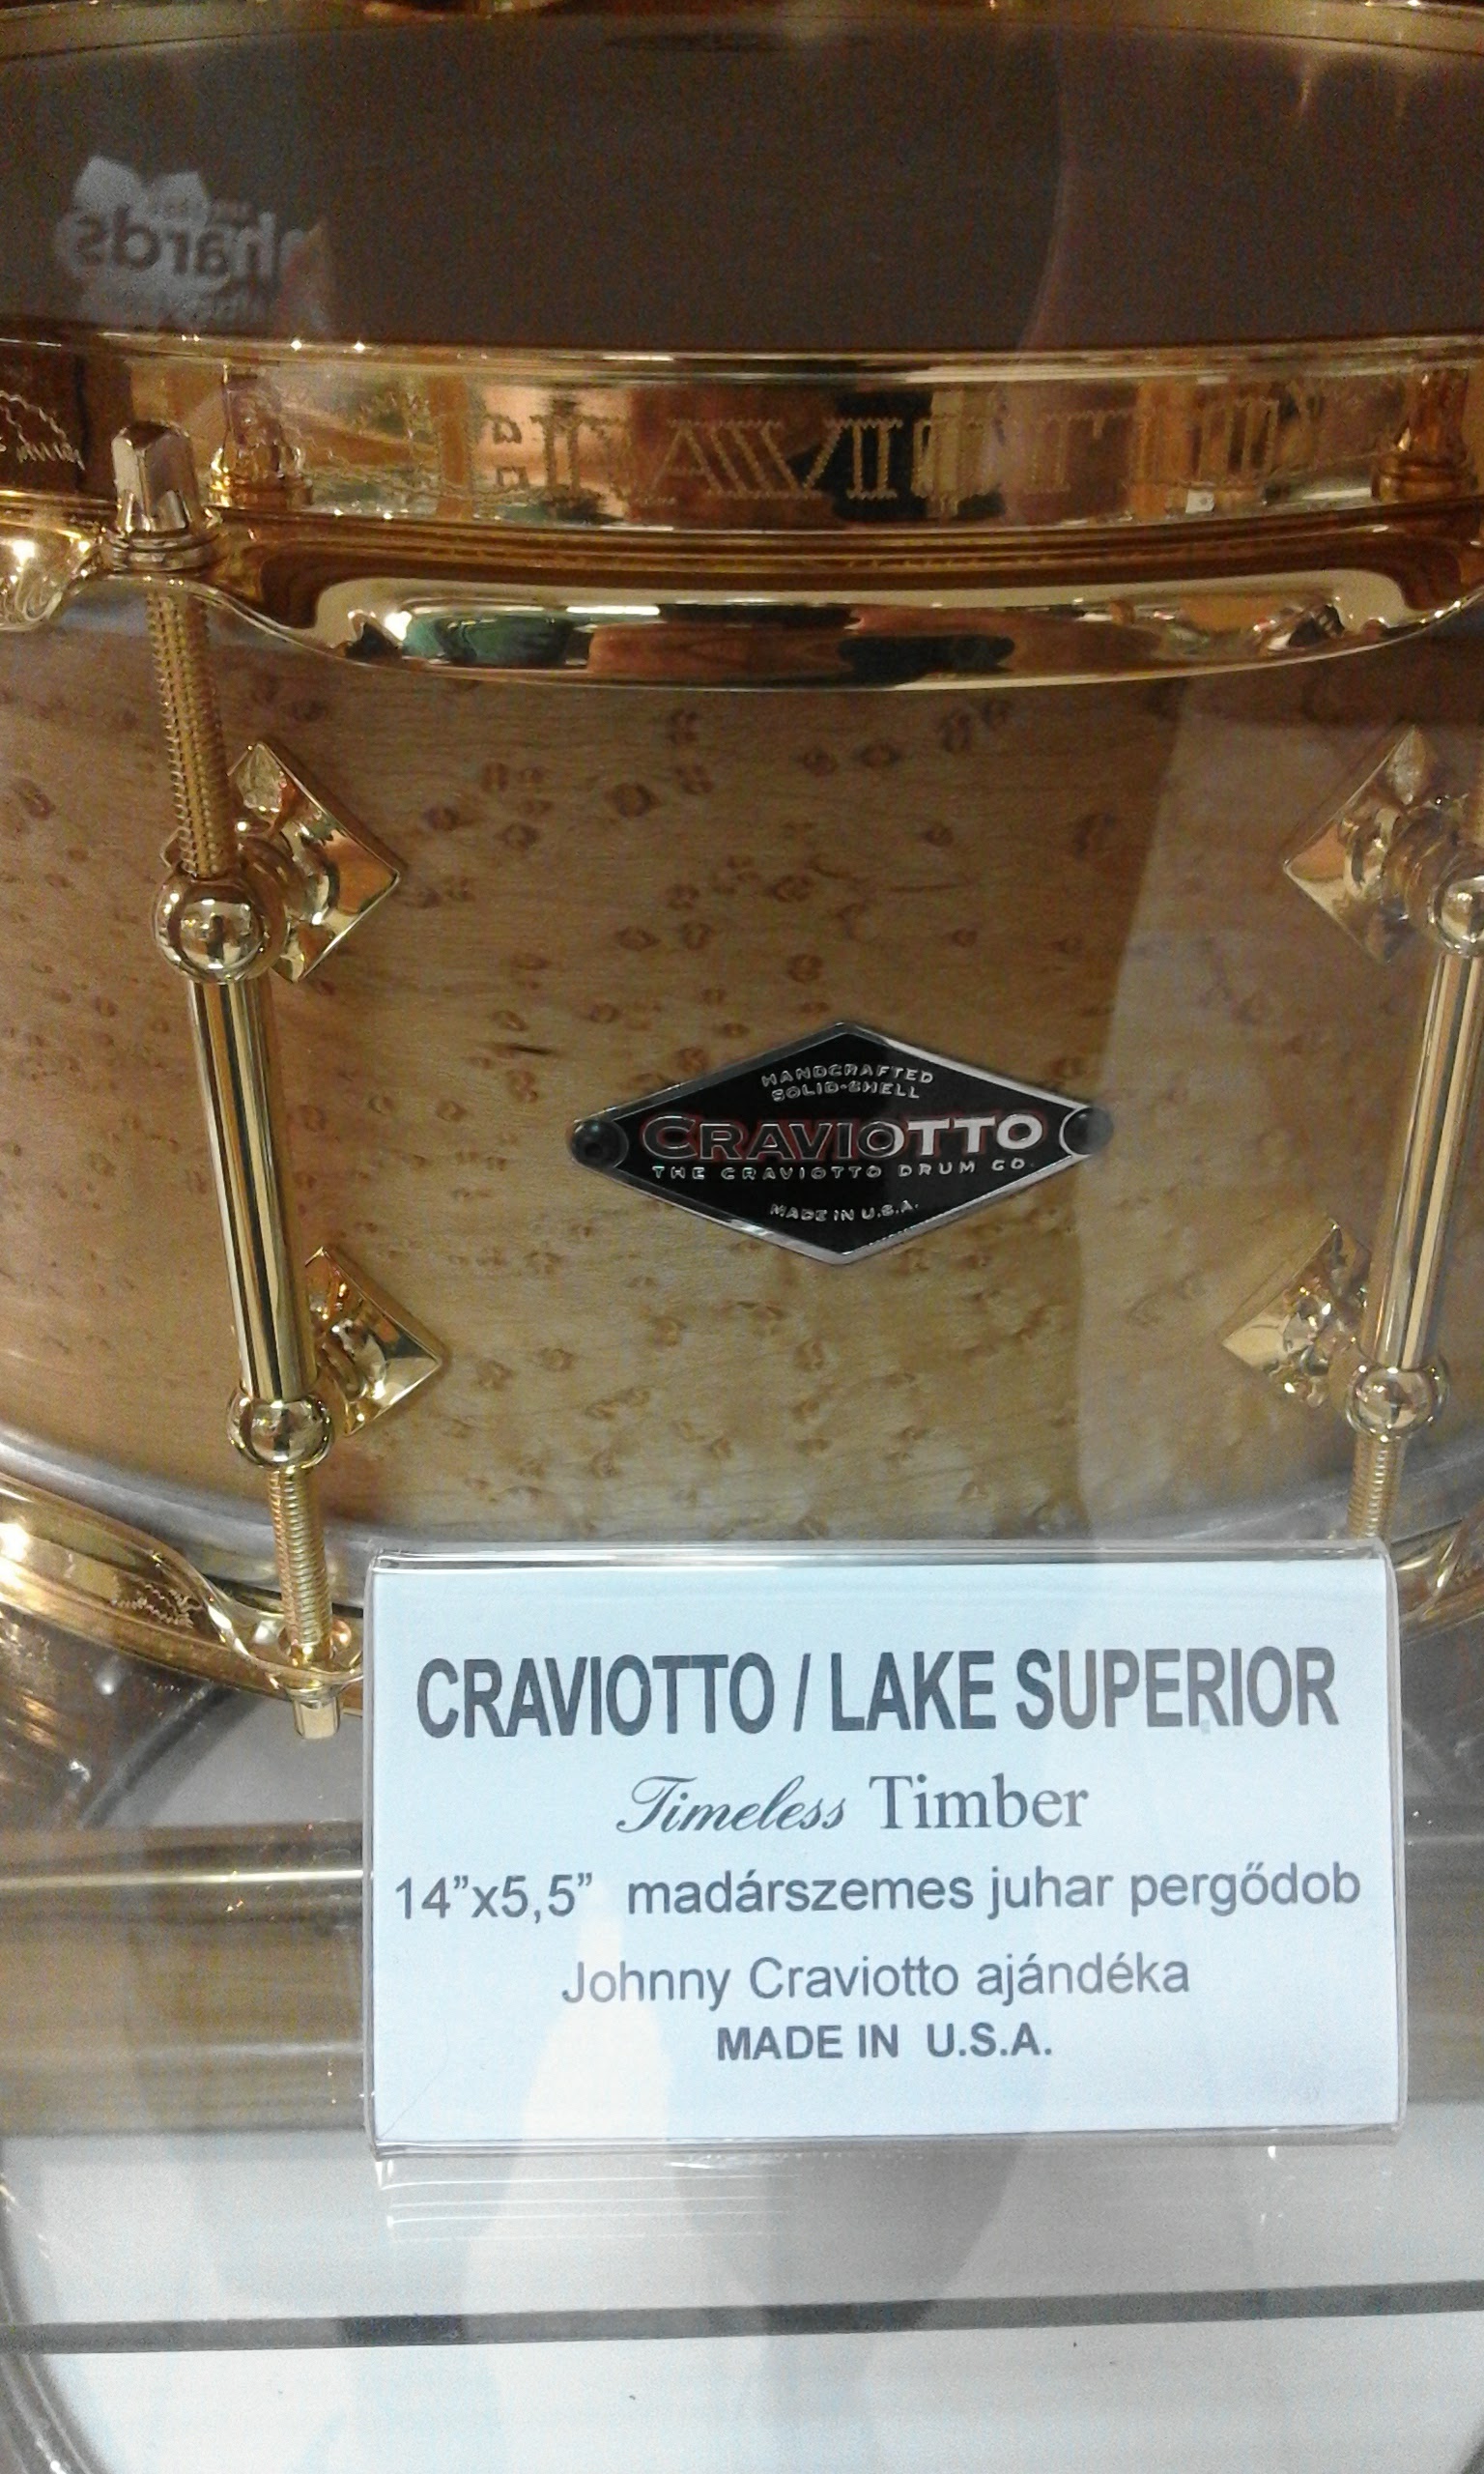 CRAVIOTTO
HANDCRAFTED
SOLID-SHELL
CRAVIOTTO
THE CRAVIOTTO DRUM CO.
MADE IN U.S.A.
CRAVIOTTO / LAKE SUPERIOR
Timeless Timber
14”x5,5” madárszemes juhar pergődob
Johnny Craviotto ajándéka
MADE IN U.S.A.